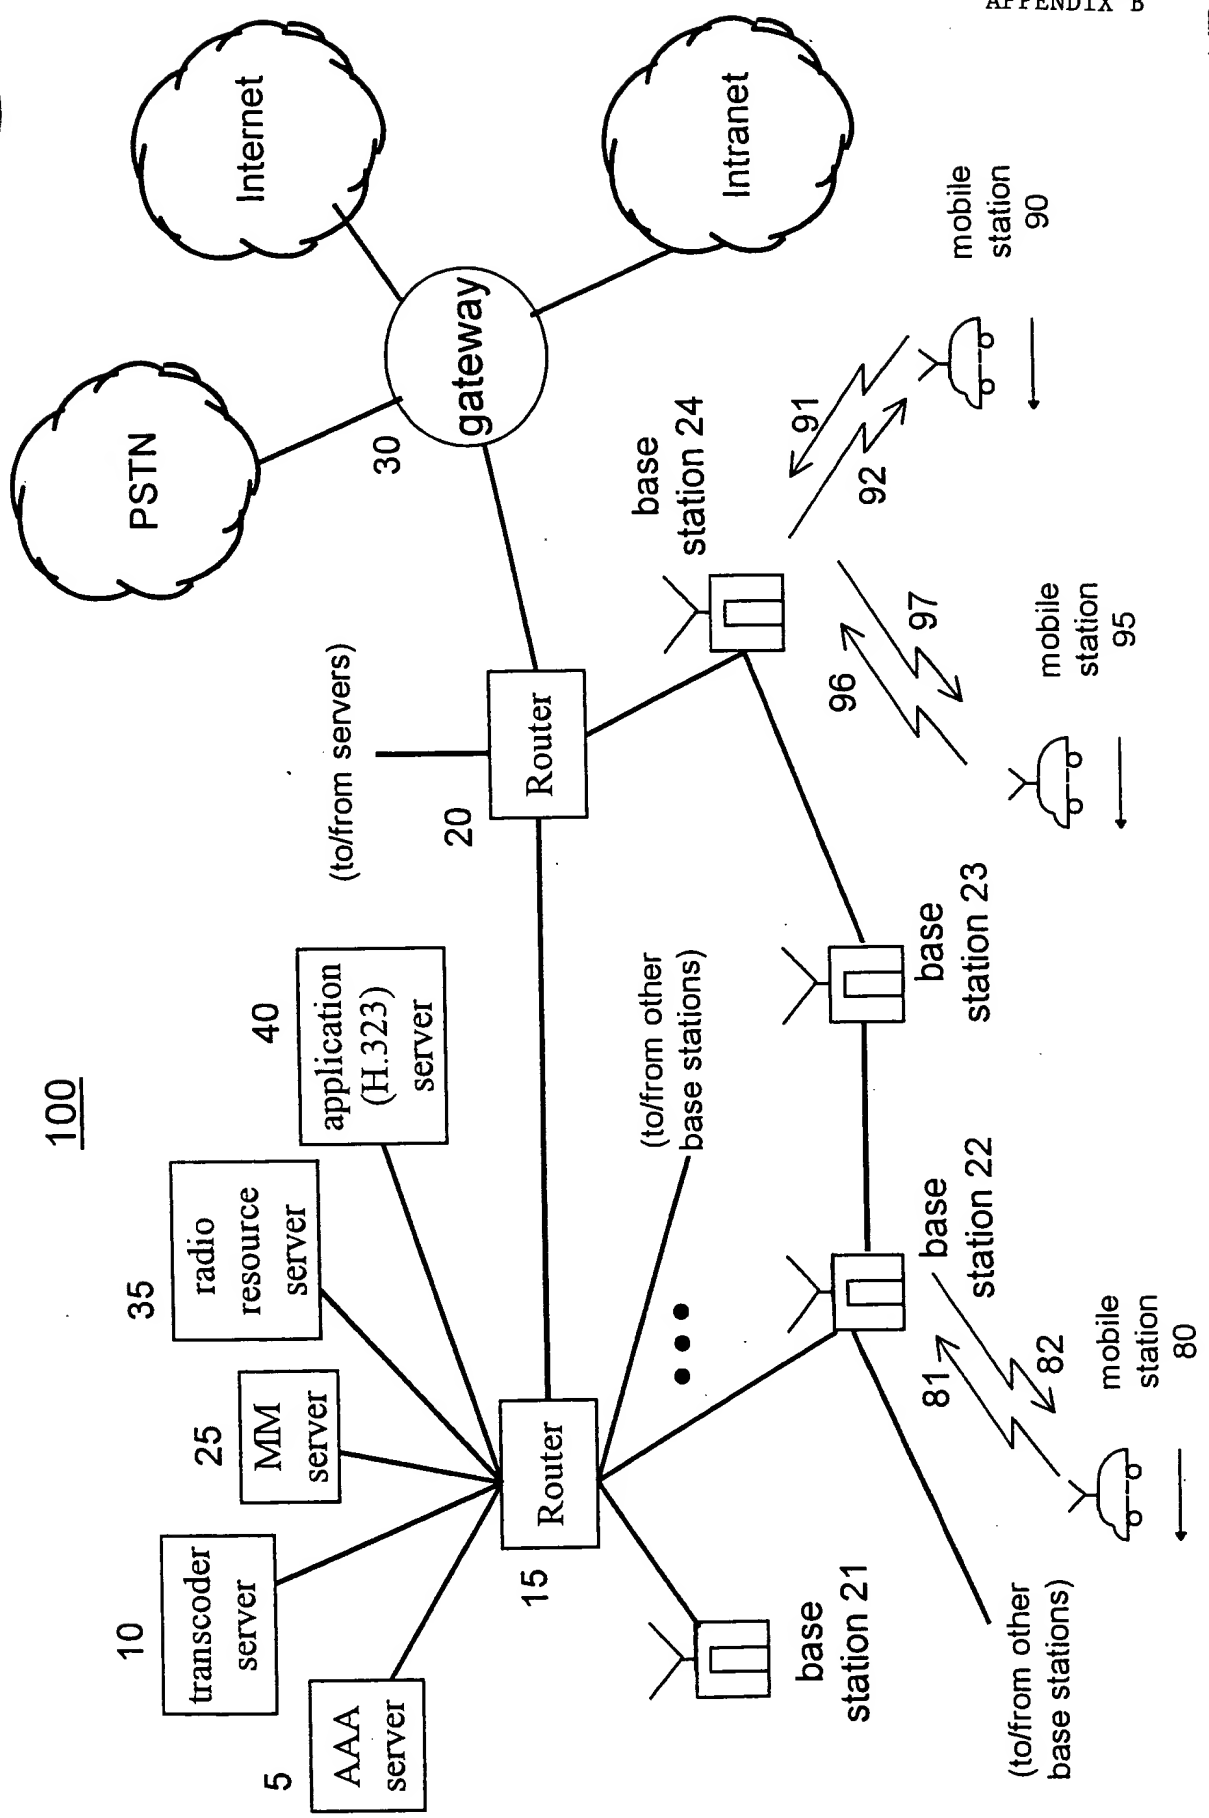 APPENDIX B
100
5
AAA
server
10
transcoder
server
25
MM
server
35
radio
resource
server
40
application
(H.323)
server
(to/from servers)
PSTN
Internet
Intranet
30
gateway
15
Router
20
Router
(to/from other
base stations)
base
station 21
base
station 22
base
station 23
base
station 24
(to/from other
base stations)
81
82
mobile
station
80
96
97
mobile
station
95
91
92
mobile
station
90